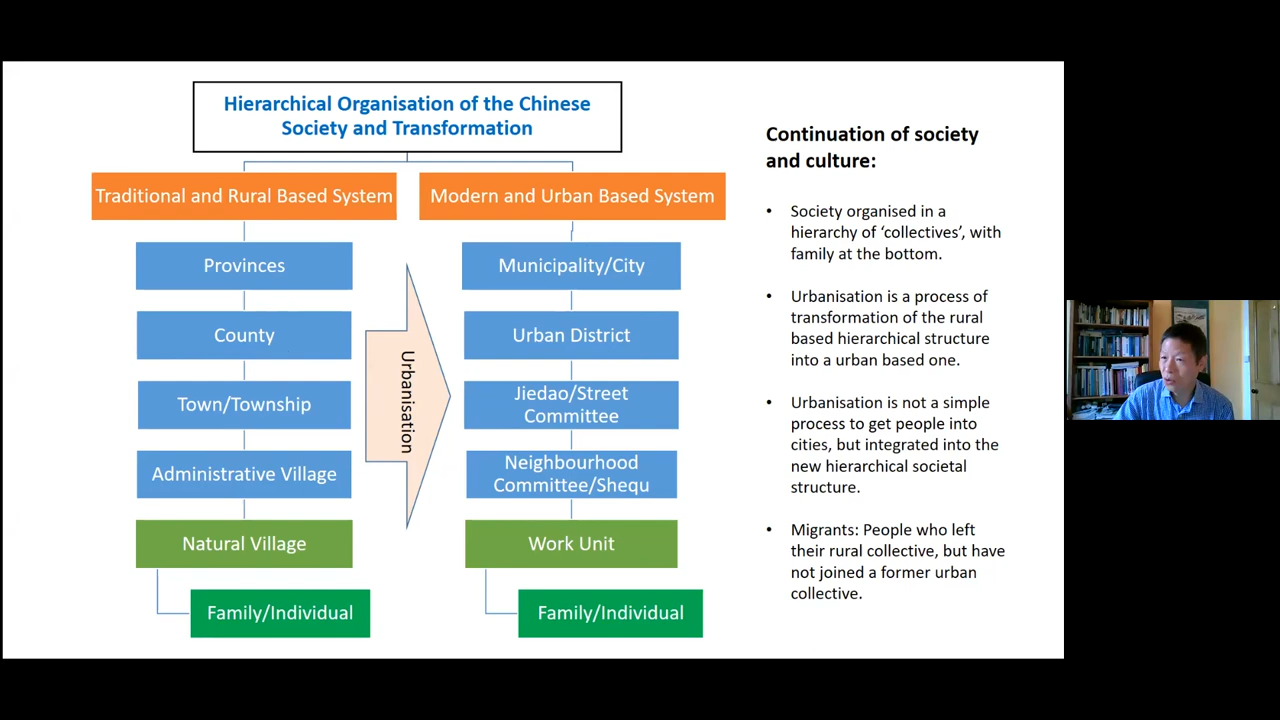 Hierarchical Organisation of the Chinese
Society and Transformation
Traditional and Rural Based System
Provinces
County
Town/Township
Administrative Village
Natural Village
Family/Individual
Urbanisation
Modern and Urban Based System
Municipality/City
Urban District
Jiedao/Street
Committee
Neighbourhood
Committee/Shequ
Work Unit
Family/Individual
Continuation of society
and culture:
• Society organised in a
hierarchy of ‘collectives’, with
family at the bottom.
• Urbanisation is a process of
transformation of the rural
based hierarchical structure
into a urban based one.
• Urbanisation is not a simple
process to get people into
cities, but integrated into the
new hierarchical societal
structure.
• Migrants: People who left
their rural collective, but have
not joined a former urban
collective.